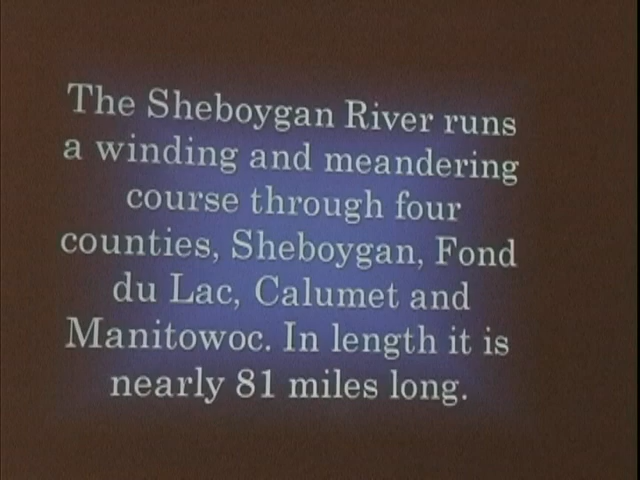 The Sheboygan River runs
a winding and meandering
course through four
counties, Sheboygan, Fond
du Lac, Calumet and
Manitowoc. In length it is
nearly 81 miles long.